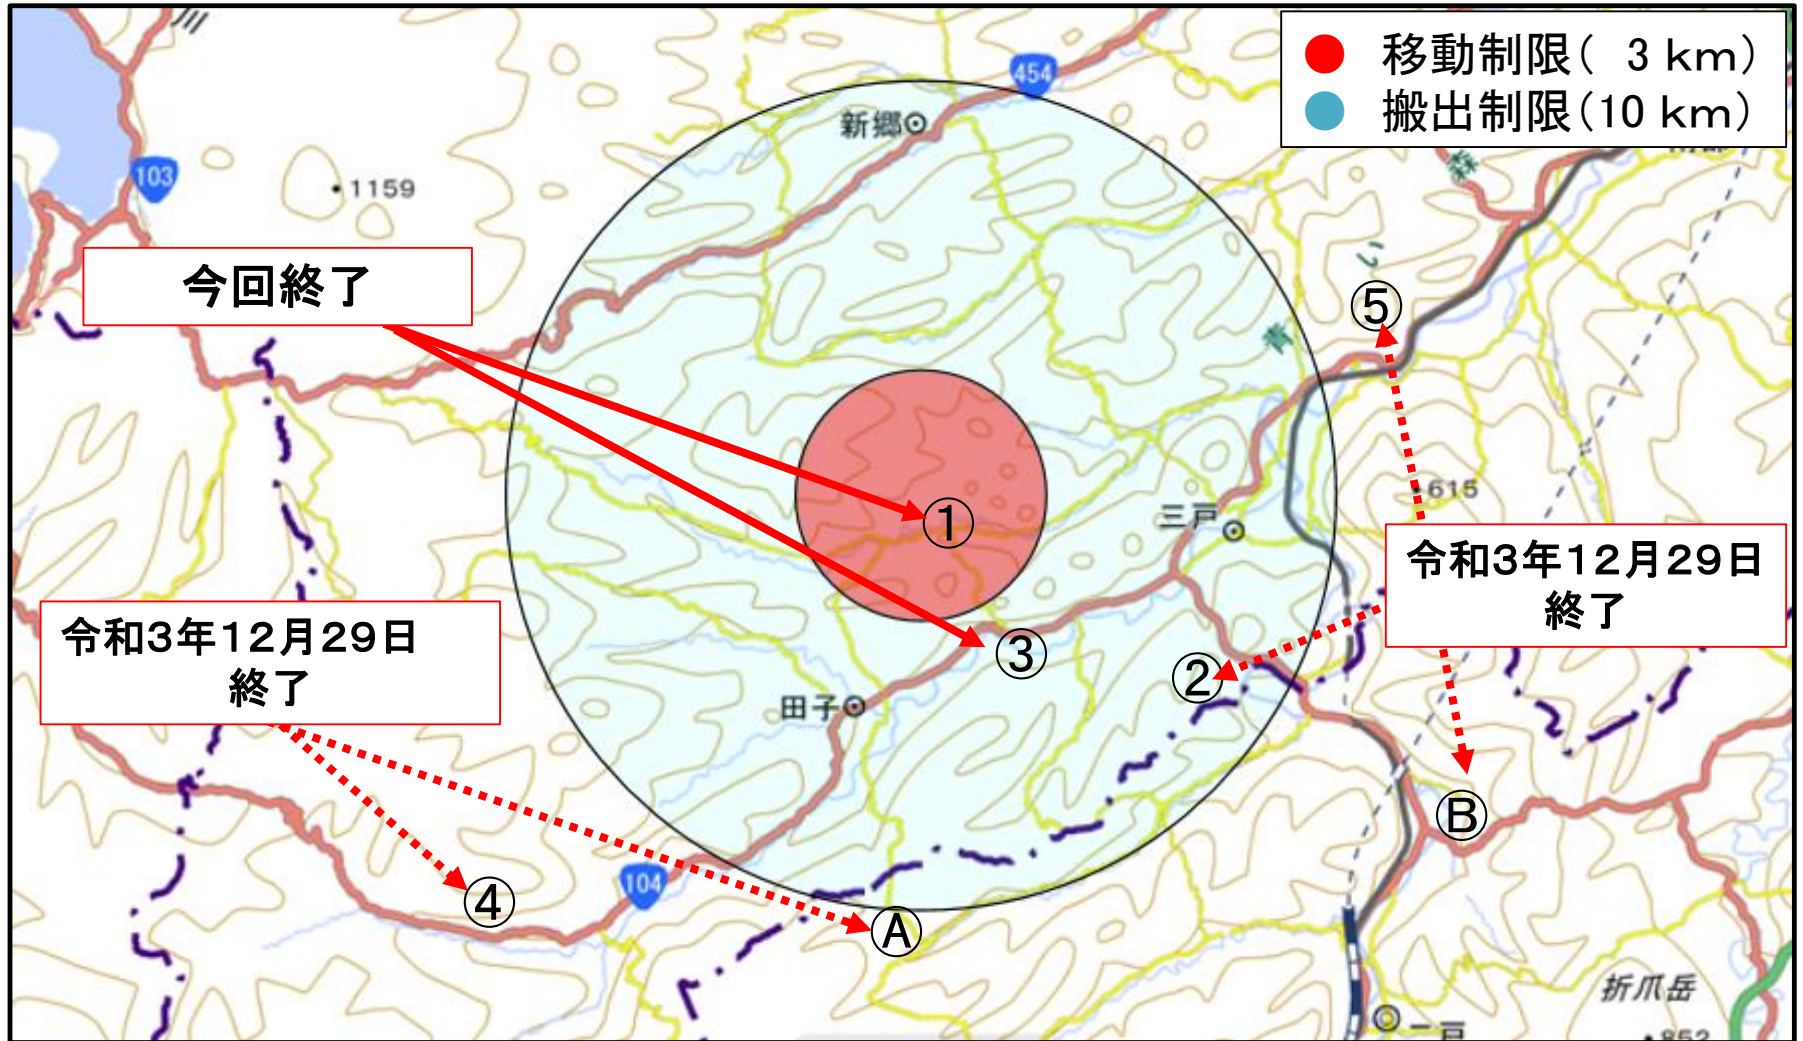 移動制限( 3 km)
搬出制限(10 km)
454
新郷
103
1159
今回終了
⑤
615
①
三戸
令和3年12月29日
終了
令和3年12月29日
終了
③
②
田子
B
④
104
A
折爪岳
一戸
852